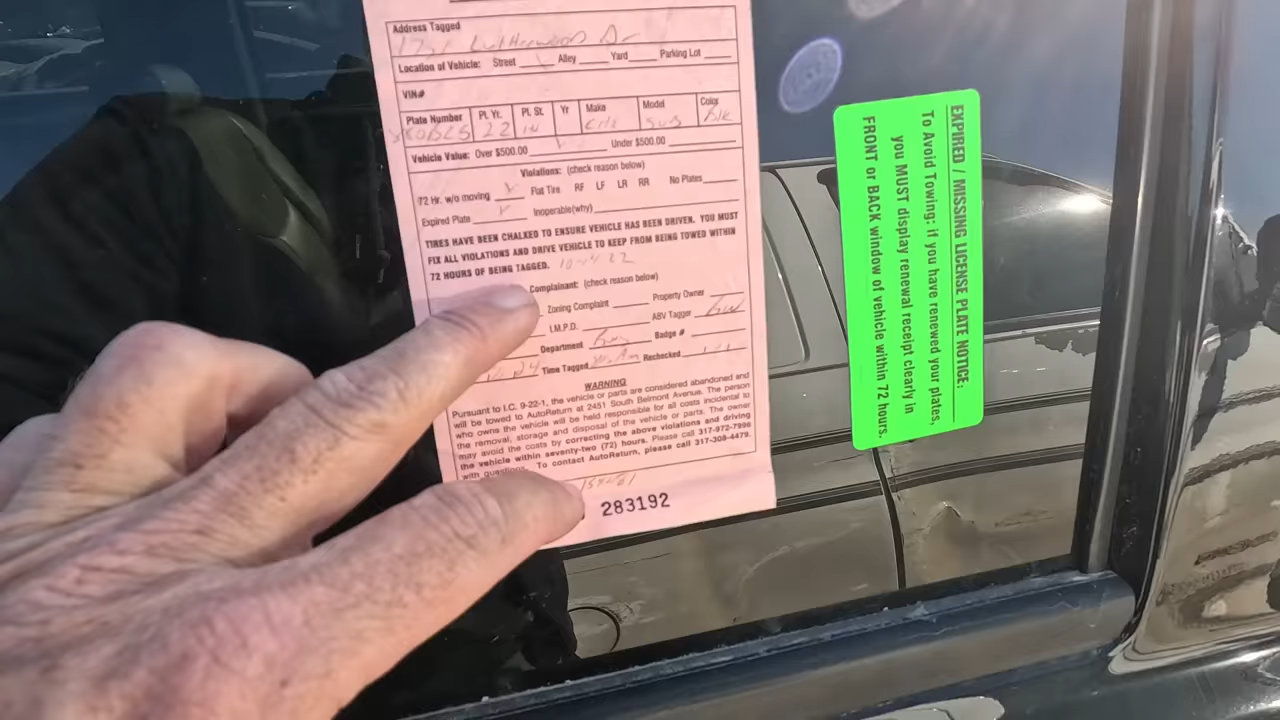 Address Tagged
Dr
Location of Vehicle: Street Alley Yard Parking Lot
VIN#
Plate Number Pl. Yr. Pl. St. Yr Make Model Color
22 IN Blk
Vehicle Value: Over $500.00 Under $500.00
Violations: (check reason below)
72 Hr. w/o moving Flat Tire RF LF LR RR No Plates
Expired Plate Inoperable(why)
TIRES HAVE BEEN CHALKED TO ENSURE VEHICLE HAS BEEN DRIVEN. YOU MUST
FIX ALL VIOLATIONS AND DRIVE VEHICLE TO KEEP FROM BEING TOWED WITHIN
72 HOURS OF BEING TAGGED.
Complainant: (check reason below)
Zoning Complaint Property Owner
I.M.P.D. ABV Tagger
Department Badge #
Time Tagged Rechecked
WARNING
Pursuant to I.C. 9-22-1, the vehicle or parts are considered abandoned and
will be towed to AutoReturn at 2451 South Belmont Avenue. The person
who owns the vehicle will be held responsible for all costs incidental to
the removal, storage and disposal of the vehicle or parts. The owner
may avoid the costs by correcting the above violations and driving
the vehicle within seventy-two (72) hours. Please call 317-972-7996
with questions. To contact AutoReturn, please call 317-308-4479.
283192
EXPIRED / MISSING LICENSE PLATE NOTICE:
To Avoid Towing: if you have renewed your plates,
you MUST display renewal receipt clearly in
FRONT or BACK window of vehicle within 72 hours.